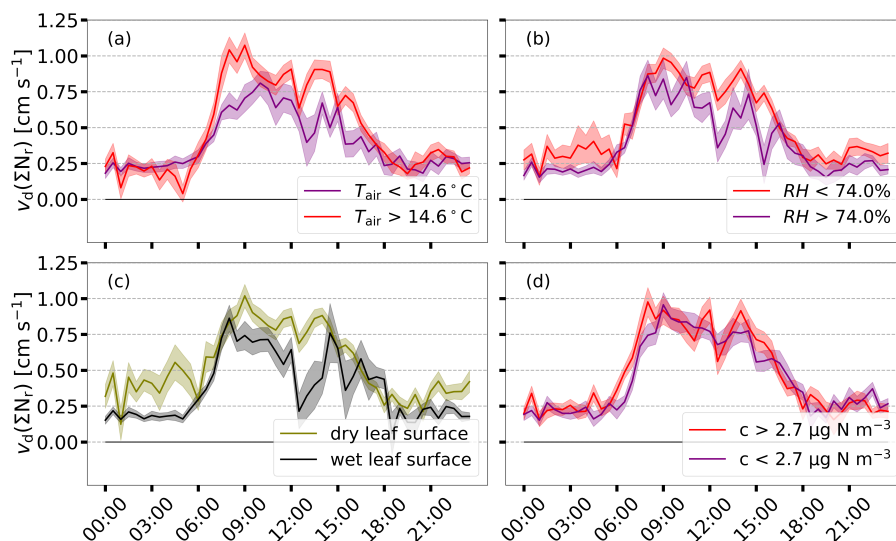 1.25
1.00
0.75
0.50
0.25
0.00
v_d(ΣN_r) [cm s⁻¹]
(a)
T_air < 14.6°C
T_air > 14.6°C
(b)
RH < 74.0%
RH > 74.0%
1.25
1.00
0.75
0.50
0.25
0.00
v_d(ΣN_r) [cm s⁻¹]
(c)
dry leaf surface
wet leaf surface
(d)
c > 2.7 µg N m⁻³
c < 2.7 µg N m⁻³
00:00 03:00 06:00 09:00 12:00 15:00 18:00 21:00
00:00 03:00 06:00 09:00 12:00 15:00 18:00 21:00